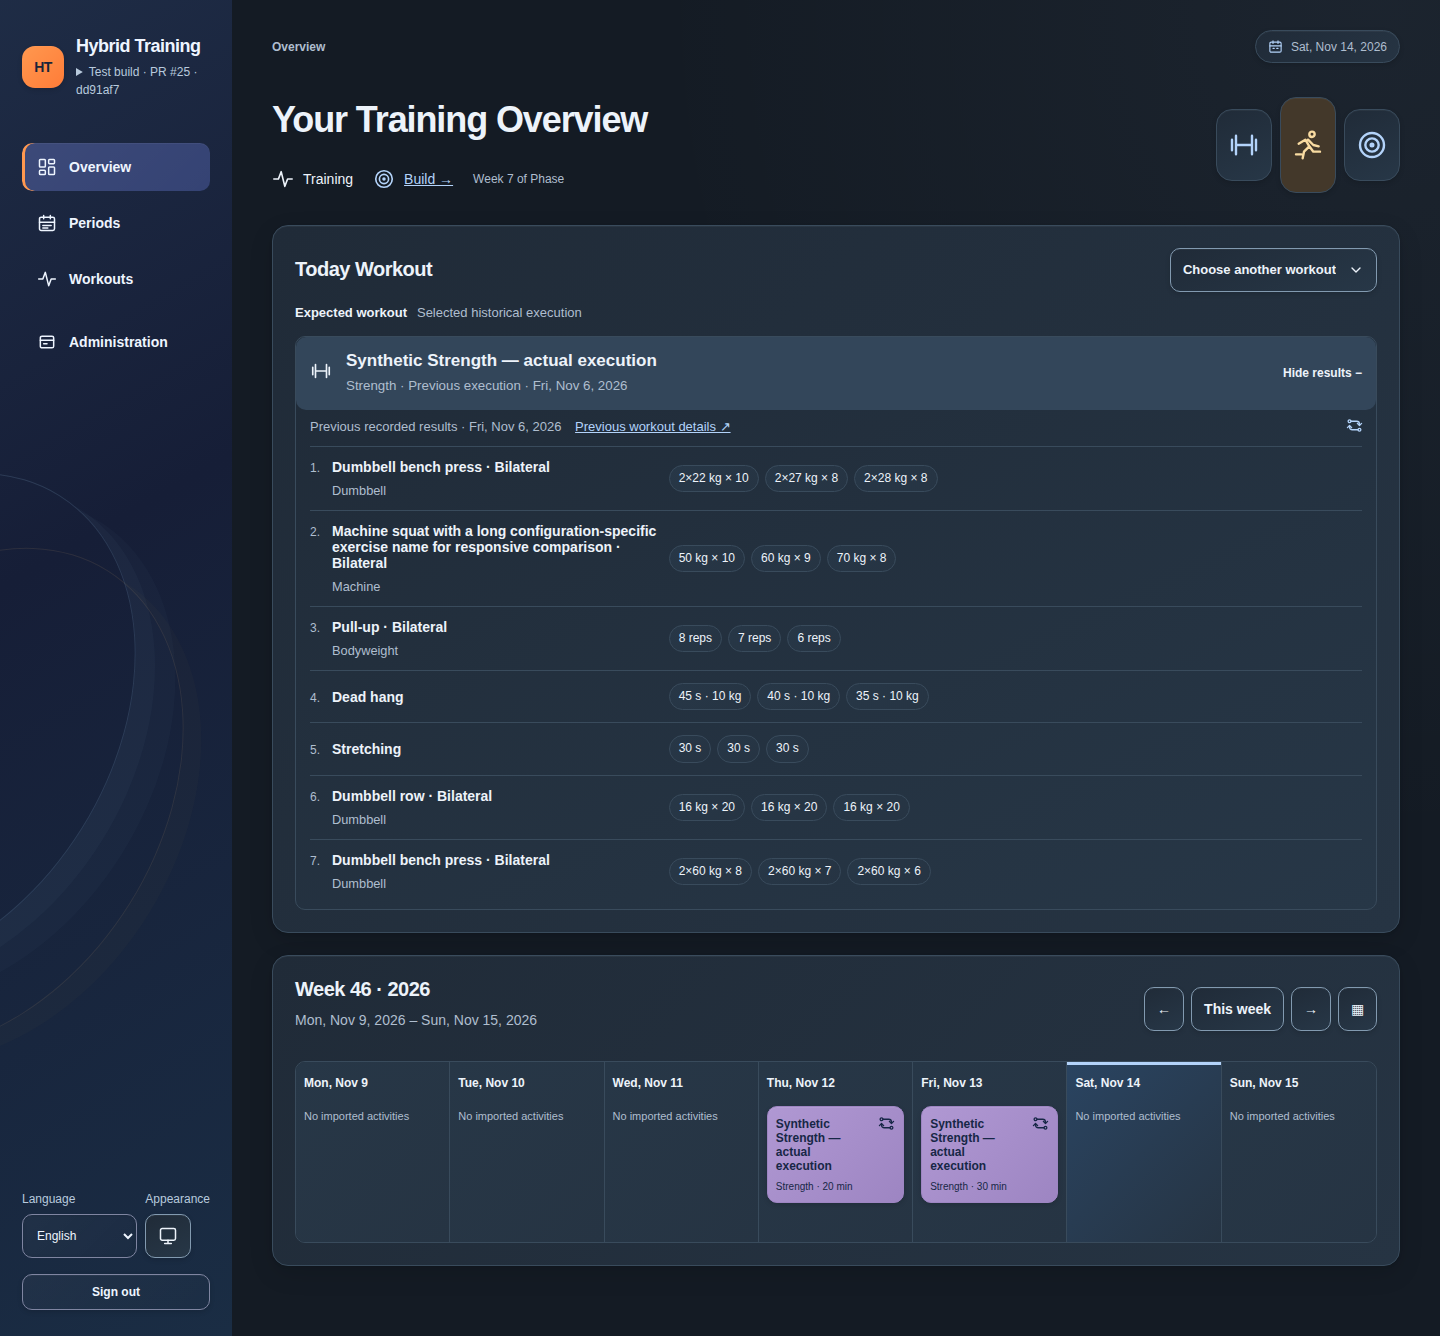 HT
Hybrid Training
▶ Test build · PR #25 ·
dd91af7
Overview
Periods
Workouts
Administration
Language
Appearance
English
Sign out
Overview
Sat, Nov 14, 2026
Your Training Overview
Training
Build →
Week 7 of Phase
Today Workout
Choose another workout
Expected workout Selected historical execution
Synthetic Strength — actual execution
Strength · Previous execution · Fri, Nov 6, 2026
Hide results −
Previous recorded results · Fri, Nov 6, 2026 Previous workout details ↗
1. Dumbbell bench press · Bilateral
Dumbbell
2×22 kg × 10 2×27 kg × 8 2×28 kg × 8
2. Machine squat with a long configuration-specific
exercise name for responsive comparison ·
Bilateral
Machine
50 kg × 10 60 kg × 9 70 kg × 8
3. Pull-up · Bilateral
Bodyweight
8 reps 7 reps 6 reps
4. Dead hang
45 s · 10 kg 40 s · 10 kg 35 s · 10 kg
5. Stretching
30 s 30 s 30 s
6. Dumbbell row · Bilateral
Dumbbell
16 kg × 20 16 kg × 20 16 kg × 20
7. Dumbbell bench press · Bilateral
Dumbbell
2×60 kg × 8 2×60 kg × 7 2×60 kg × 6
Week 46 · 2026
Mon, Nov 9, 2026 – Sun, Nov 15, 2026
← This week →
Mon, Nov 9
No imported activities
Tue, Nov 10
No imported activities
Wed, Nov 11
No imported activities
Thu, Nov 12
Synthetic
Strength —
actual
execution
Strength · 20 min
Fri, Nov 13
Synthetic
Strength —
actual
execution
Strength · 30 min
Sat, Nov 14
No imported activities
Sun, Nov 15
No imported activities